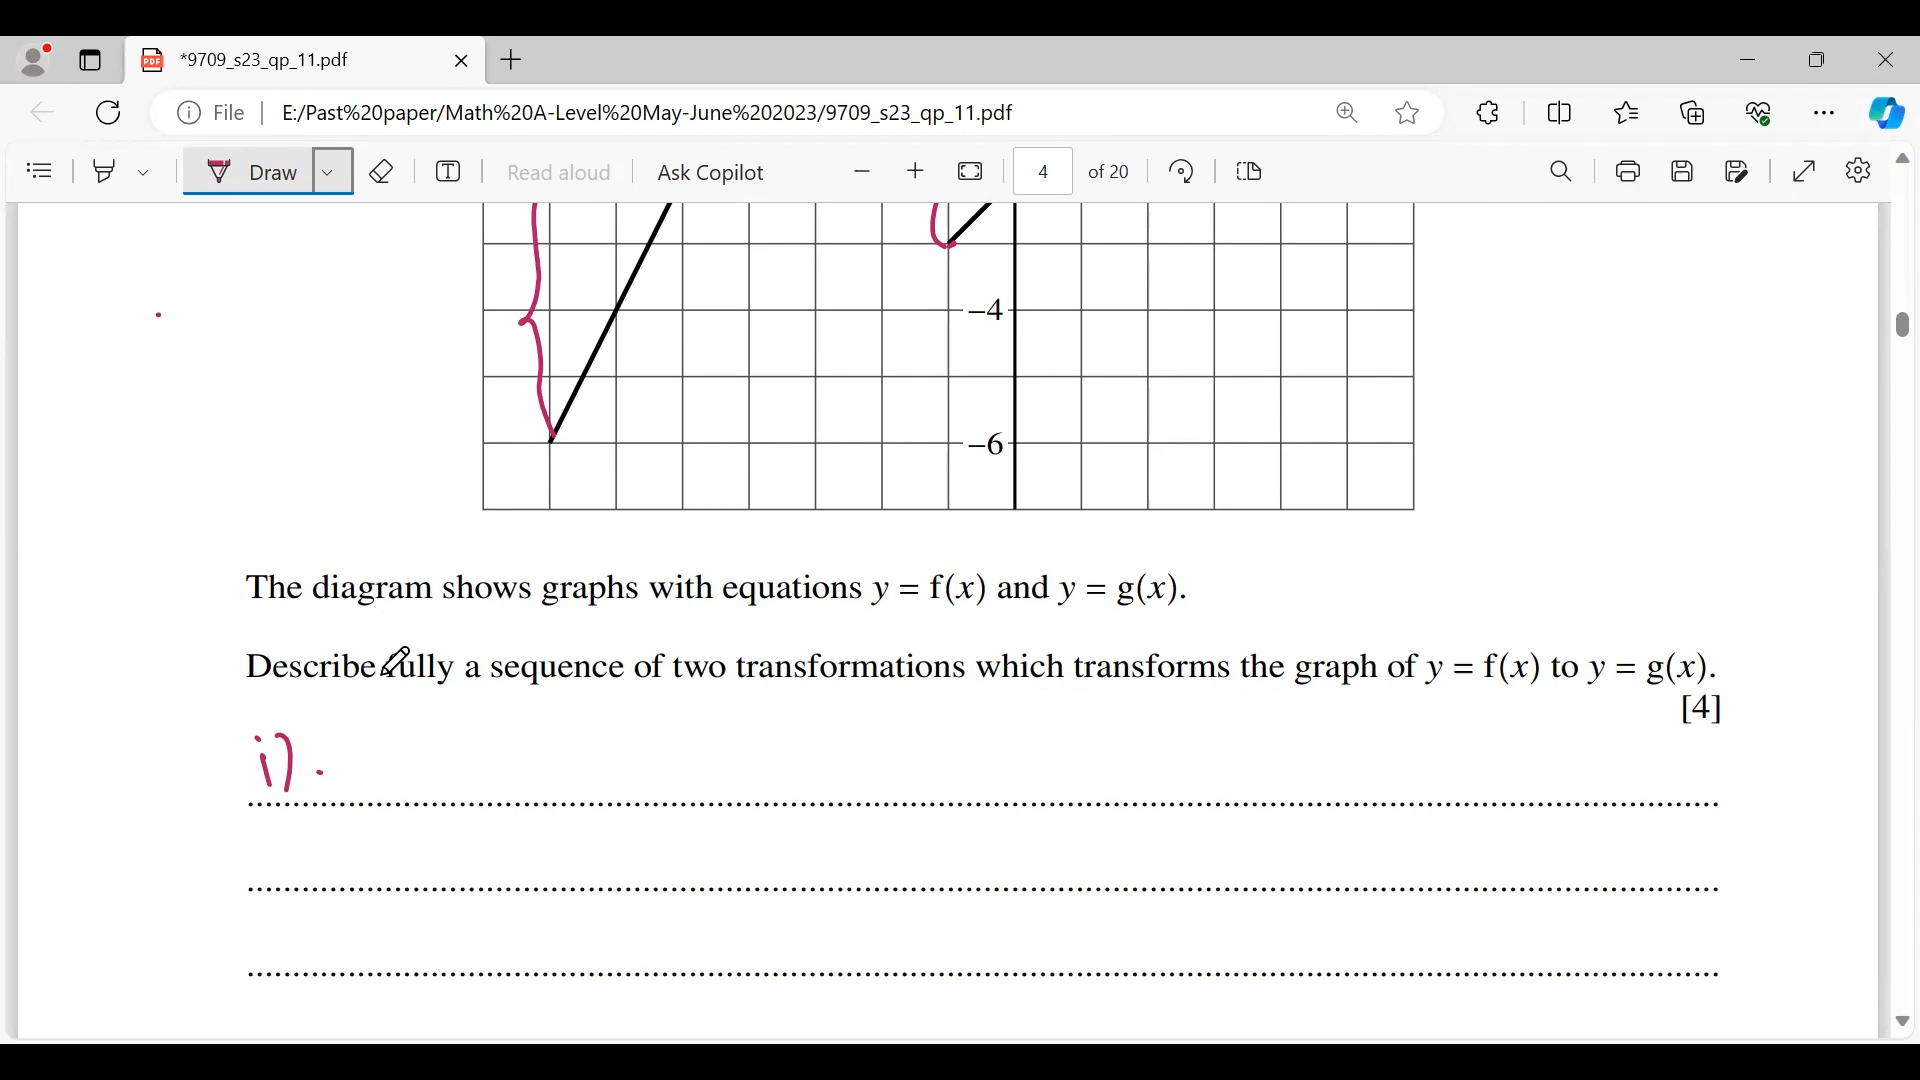 *9709_s23_qp_11.pdf
File E:/Past%20paper/Math%20A-Level%20May-June%202023/9709_s23_qp_11.pdf
Draw Read aloud Ask Copilot 4 of 20
−4
−6
The diagram shows graphs with equations y = f(x) and y = g(x).
Describe fully a sequence of two transformations which transforms the graph of y = f(x) to y = g(x).
[4]
i) .